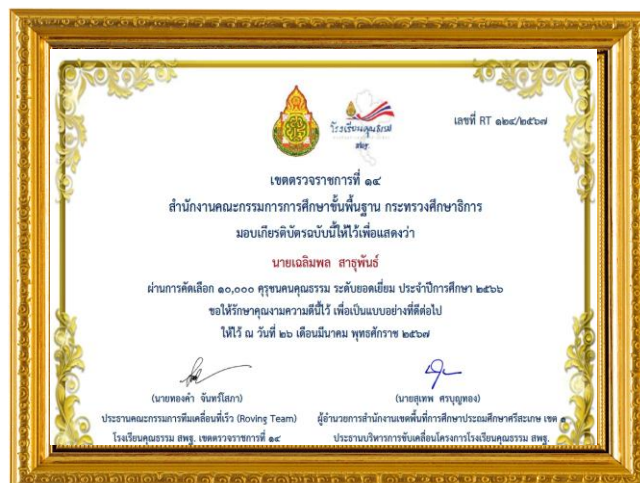 โรงเรียนคุณธรรม
สพฐ.
เลขที่ RT ๑๒๔/๒๕๖๗
เขตตรวจราชการที่ ๑๔
สำนักงานคณะกรรมการการศึกษาขั้นพื้นฐาน กระทรวงศึกษาธิการ
มอบเกียรติบัตรฉบับนี้ให้ไว้เพื่อแสดงว่า
นายเฉลิมพล สาธุพันธ์
ผ่านการคัดเลือก ๑๐,๐๐๐ คุรุชนคนคุณธรรม ระดับยอดเยี่ยม ประจำปีการศึกษา ๒๕๖๖
ขอให้รักษาคุณงามความดีนี้ไว้ เพื่อเป็นแบบอย่างที่ดีต่อไป
ให้ไว้ ณ วันที่ ๒๖ เดือนมีนาคม พุทธศักราช ๒๕๖๗
(นายทองคำ จันทร์โสภา)
ประธานคณะกรรมการทีมเคลื่อนที่เร็ว (Roving Team)
โรงเรียนคุณธรรม สพฐ. เขตตรวจราชการที่ ๑๔
(นายสุเทพ ศรบุญทอง)
ผู้อำนวยการสำนักงานเขตพื้นที่การศึกษาประถมศึกษาศรีสะเกษ เขต ๑
ประธานบริหารการขับเคลื่อนโครงการโรงเรียนคุณธรรม สพฐ.